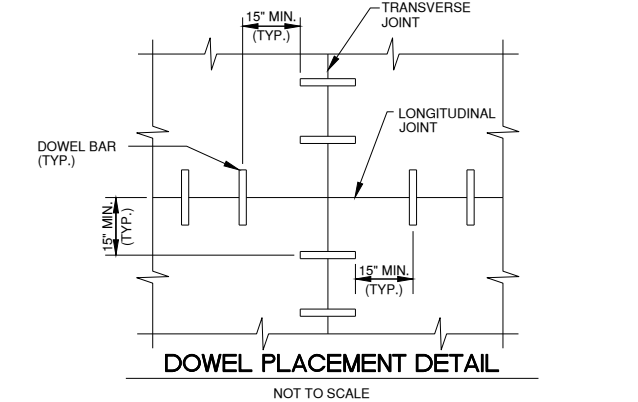 15" MIN.
(TYP.)
TRANSVERSE
JOINT
LONGITUDINAL
JOINT
DOWEL BAR
(TYP.)
15" MIN.
(TYP.)
15" MIN.
(TYP.)
DOWEL PLACEMENT DETAIL
NOT TO SCALE